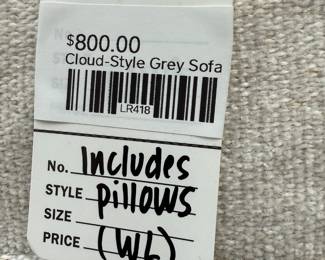 $800.00
Cloud-Style Grey Sofa
LR418
No. Includes
STYLE pillows
SIZE
PRICE (WL)